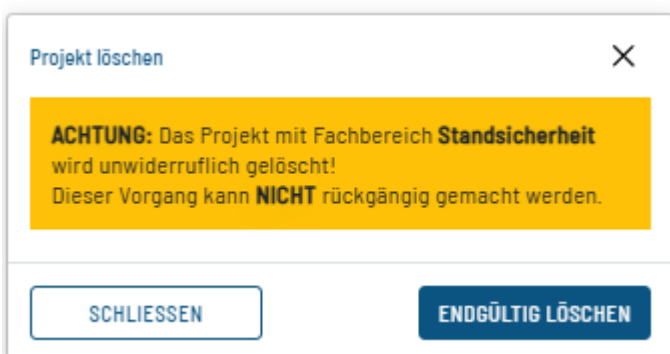 Projekt löschen
ACHTUNG: Das Projekt mit Fachbereich Standsicherheit
wird unwiderruflich gelöscht!
Dieser Vorgang kann NICHT rückgängig gemacht werden.
SCHLIESSEN
ENDGÜLTIG LÖSCHEN